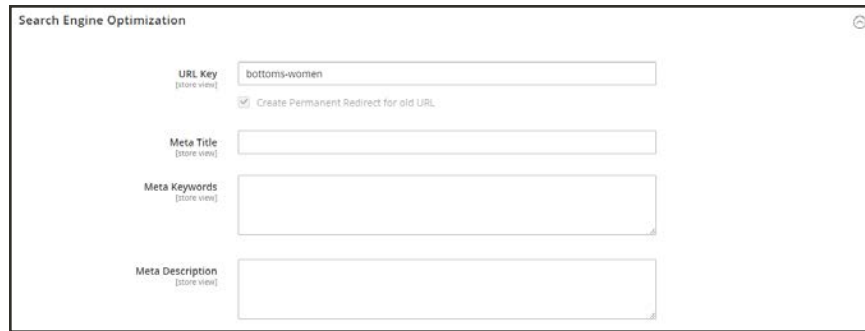 Search Engine Optimization
URL Key
[store view]
bottoms-women
Create Permanent Redirect for old URL
Meta Title
[store view]
Meta Keywords
[store view]
Meta Description
[store view]